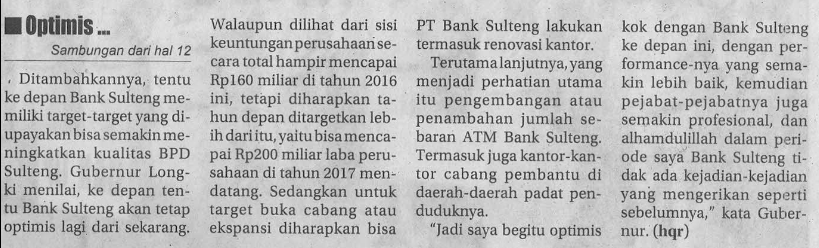 Optimis ...
Sambungan dari hal 12
Ditambahkannya, tentu
ke depan Bank Sulteng me-
miliki target-target yang di-
upayakan bisa semakin me-
ningkatkan kualitas BPD
Sulteng. Gubernur Long-
ki menilai, ke depan ten-
tu Bank Sulteng akan tetap
optimis lagi dari sekarang.
Walaupun dilihat dari sisi
keuntungan perusahaan se-
cara total hampir mencapai
Rp160 miliar di tahun 2016
ini, tetapi diharapkan ta-
hun depan ditargetkan leb-
ih dari itu, yaitu bisa menca-
pai Rp200 miliar laba peru-
sahaan di tahun 2017 men-
datang. Sedangkan untuk
target buka cabang atau
ekspansi diharapkan bisa
PT Bank Sulteng lakukan
termasuk renovasi kantor.
Terutama lanjutnya, yang
menjadi perhatian utama
itu pengembangan atau
penambahan jumlah se-
baran ATM Bank Sulteng.
Termasuk juga kantor-kan-
tor cabang pembantu di
daerah-daerah padat pen-
duduknya.
"Jadi saya begitu optimis
kok dengan Bank Sulteng
ke depan ini, dengan per-
formance-nya yang sema-
kin lebih baik, kemudian
pejabat-pejabatnya juga
semakin profesional, dan
alhamdulillah dalam peri-
ode saya Bank Sulteng ti-
dak ada kejadian-kejadian
yang mengerikan seperti
sebelumnya," kata Guber-
nur. (hqr)